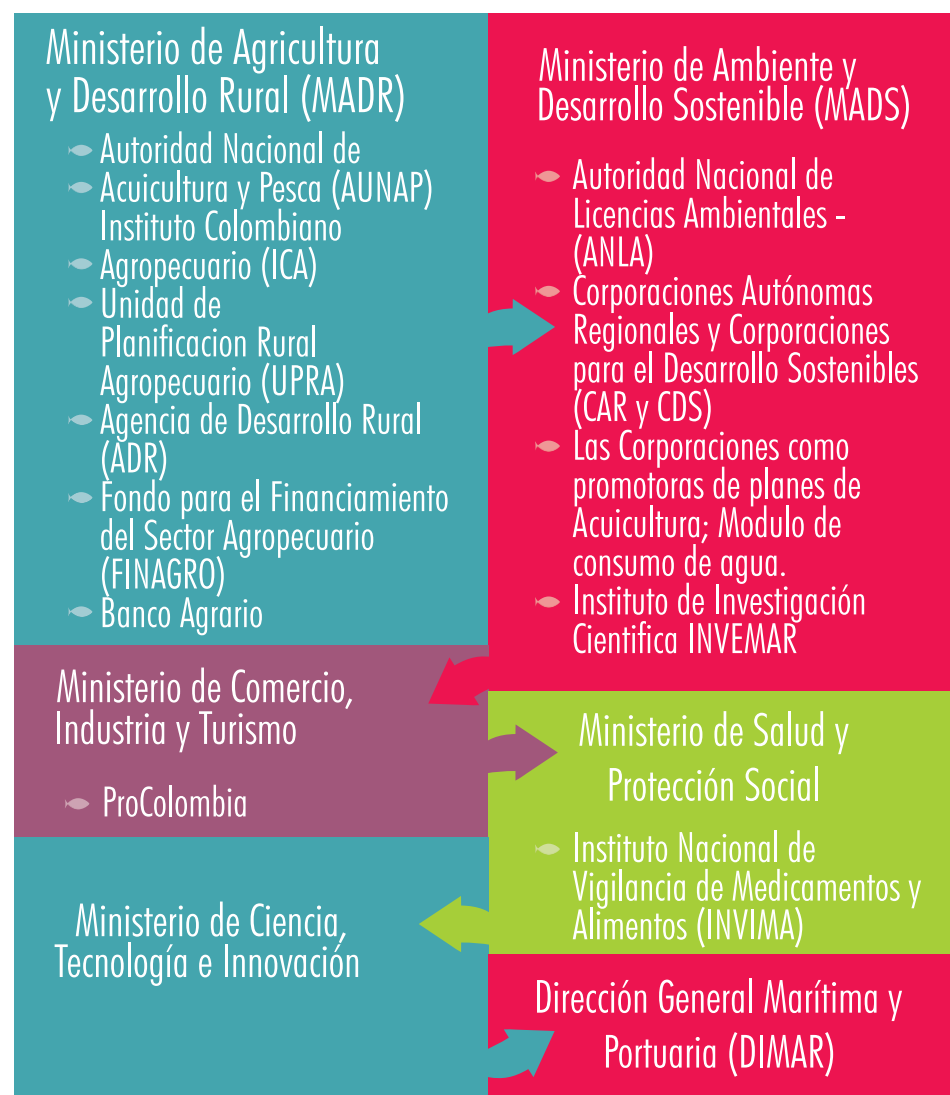 Ministerio de Agricultura
y Desarrollo Rural (MADR)
Autoridad Nacional de
Acuicultura y Pesca (AUNAP)
Instituto Colombiano
Agropecuario (ICA)
Unidad de
Planificacion Rural
Agropecuario (UPRA)
Agencia de Desarrollo Rural
(ADR)
Fondo para el Financiamiento
del Sector Agropecuario
(FINAGRO)
Banco Agrario
Ministerio de Ambiente y
Desarrollo Sostenible (MADS)
Autoridad Nacional de
Licencias Ambientales -
(ANLA)
Corporaciones Autónomas
Regionales y Corporaciones
para el Desarrollo Sostenibles
(CAR y CDS)
Las Corporaciones como
promotoras de planes de
Acuicultura; Modulo de
consumo de agua.
Instituto de Investigación
Cientifica INVEMAR
Ministerio de Comercio,
Industria y Turismo
ProColombia
Ministerio de Salud y
Protección Social
Instituto Nacional de
Vigilancia de Medicamentos y
Alimentos (INVIMA)
Ministerio de Ciencia,
Tecnología e Innovación
Dirección General Marítima y
Portuaria (DIMAR)